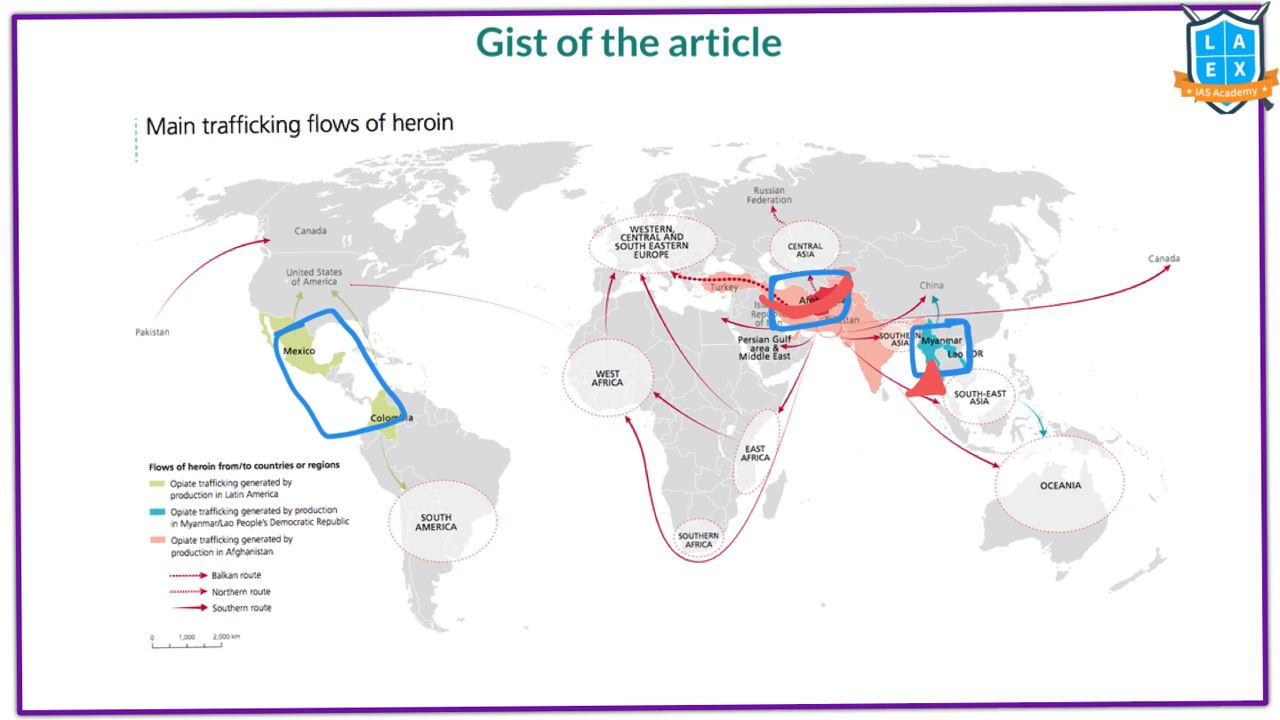 Gist of the article
L A
E X
IAS Academy
Main trafficking flows of heroin
Russian
Federation
Canada
WESTERN,
CENTRAL AND
SOUTH EASTERN
EUROPE
CENTRAL
ASIA
Canada
United States
of America
Turkey
China
Pakistan
Persian Gulf
area &
Middle East
SOUTHERN
ASIA
Myanmar
Mexico
WEST
AFRICA
SOUTH-EAST
ASIA
Colombia
EAST
AFRICA
Flows of heroin from/to countries or regions
Opiate trafficking generated by
production in Latin America
Opiate trafficking generated by production
in Myanmar/Lao People's Democratic Republic
Opiate trafficking generated by
production in Afghanistan
OCEANIA
SOUTH
AMERICA
SOUTHERN
AFRICA
Balkan route
Northern route
Southern route
0 1,000 2,000 km